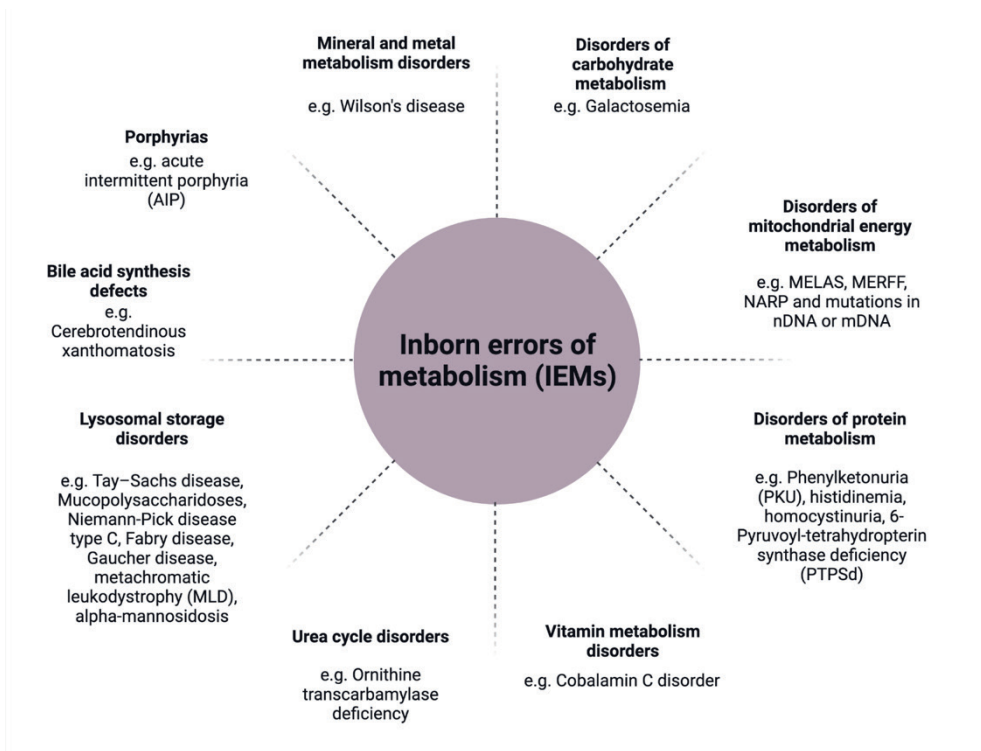 Mineral and metal
metabolism disorders
e.g. Wilson's disease
Disorders of
carbohydrate
metabolism
e.g. Galactosemia
Porphyrias
e.g. acute
intermittent porphyria
(AIP)
Disorders of
mitochondrial energy
metabolism
e.g. MELAS, MERFF,
NARP and mutations in
nDNA or mDNA
Bile acid synthesis
defects
e.g.
Cerebrotendinous
xanthomatosis
Inborn errors of
metabolism (IEMs)
Lysosomal storage
disorders
e.g. Tay–Sachs disease,
Mucopolysaccharidoses,
Niemann-Pick disease
type C, Fabry disease,
Gaucher disease,
metachromatic
leukodystrophy (MLD),
alpha-mannosidosis
Disorders of protein
metabolism
e.g. Phenylketonuria
(PKU), histidinemia,
homocystinuria, 6-
Pyruvoyl-tetrahydropterin
synthase deficiency
(PTPSd)
Urea cycle disorders
e.g. Ornithine
transcarbamylase
deficiency
Vitamin metabolism
disorders
e.g. Cobalamin C disorder